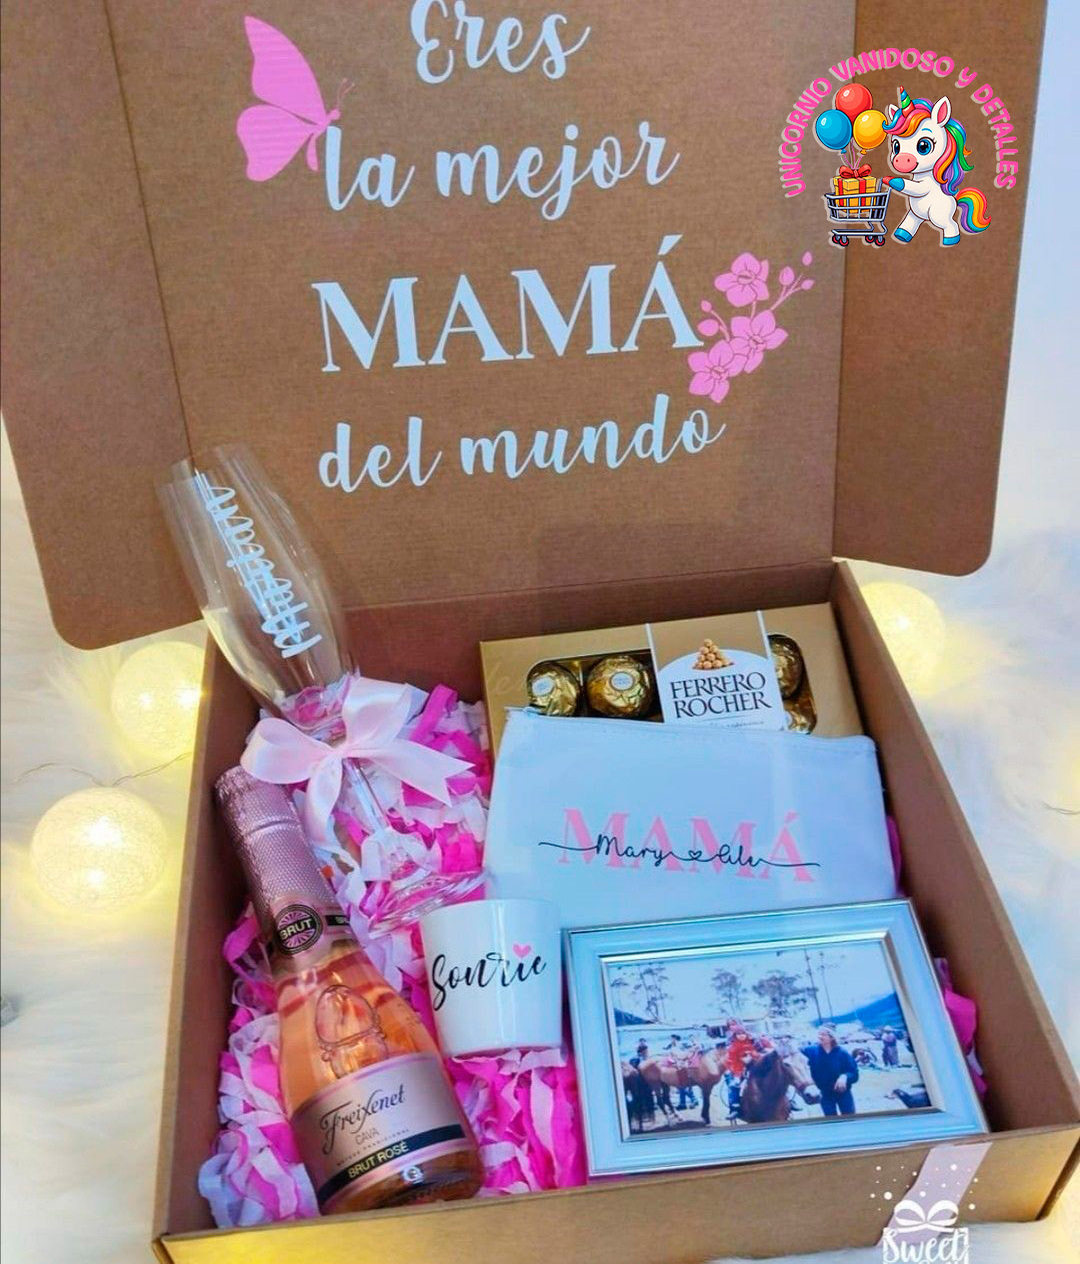 Eres
la mejor
MAMÁ
del mundo
UNICORNIO VANIDOSO Y DETALLES
FERRERO
ROCHER
MAMÁ
Mary
Sonríe
BRUT
Freixenet
CAVA
BRUT ROSÉ
Sweet